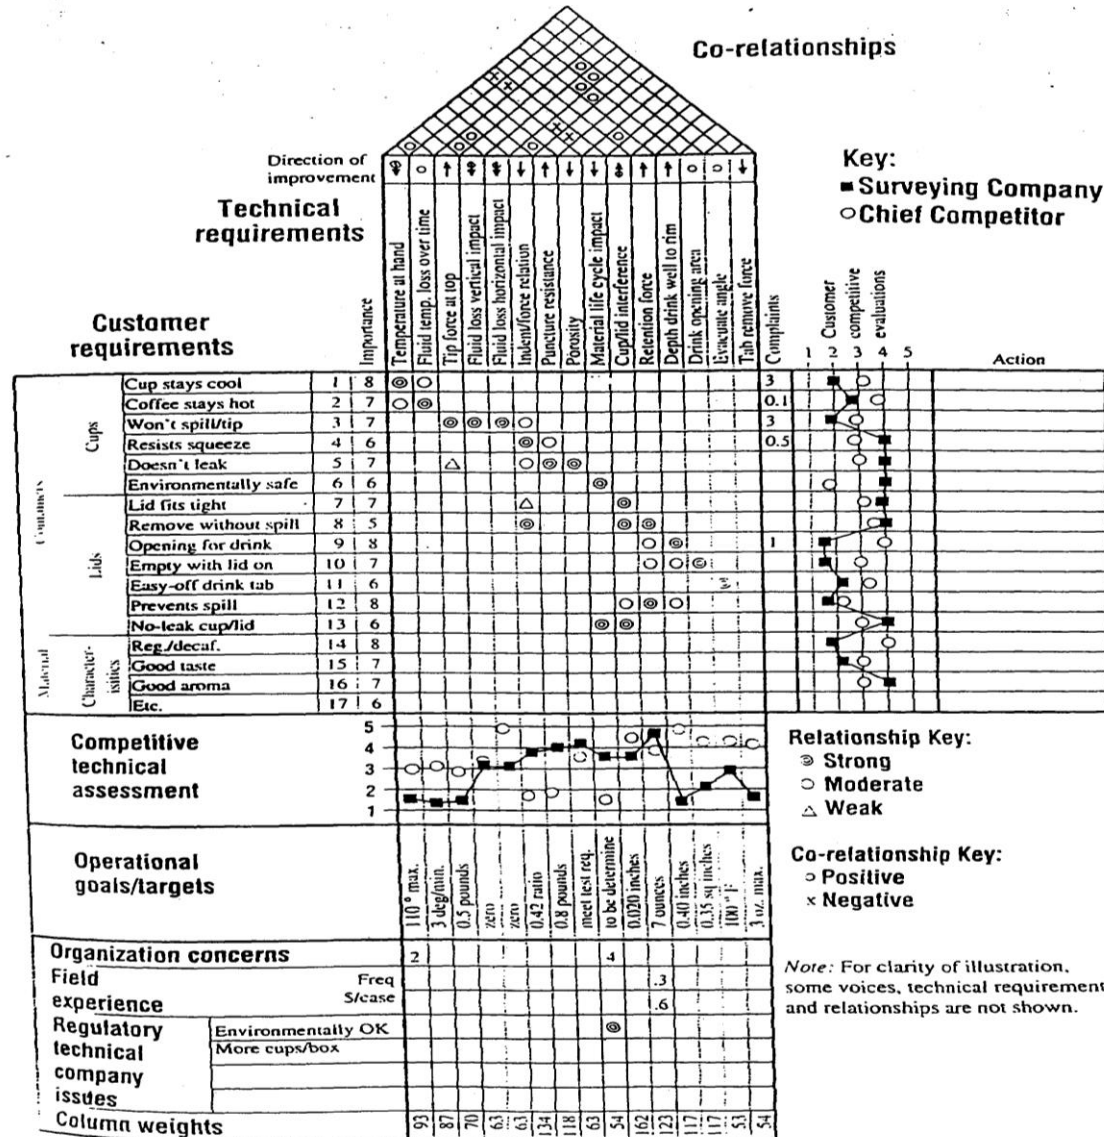 Co-relationships
Direction of
improvement
Key:
■ Surveying Company
○ Chief Competitor
Technical
requirements
Customer
requirements
Importance
Temperature at hand
Fluid temp. loss over time
Tip force at top
Fluid loss vertical impact
Fluid loss horizontal impact
Indent/force relation
Puncture resistance
Porosity
Material life cycle impact
Cup/lid interference
Retention force
Depth drink well to rim
Drink opening area
Evacuate angle
Tab remove force
Complaints
Customer
competitive
evaluations
1 2 3 4 5
Action
Cups
Lids
Material
Character-
istics
Cup stays cool 1 8 3
Coffee stays hot 2 7 0.1
Won't spill/tip 3 7 3
Resists squeeze 4 6 0.5
Doesn't leak 5 7
Environmentally safe 6 6
Lid fits tight 7 7
Remove without spill 8 5
Opening for drink 9 8 1
Empty with lid on 10 7
Easy-off drink tab 11 6
Prevents spill 12 8
No-leak cup/lid 13 6
Reg./decaf. 14 8
Good taste 15 7
Good aroma 16 7
Etc. 17 6
Competitive
technical
assessment
5
4
3
2
1
Relationship Key:
◎ Strong
○ Moderate
△ Weak
Co-relationship Key:
○ Positive
× Negative
Operational
goals/targets
110° max.
3 deg/min.
0.5 pounds
zero
zero
0.42 ratio
0.8 pounds
meet test req.
to be determine
0.020 inches
7 ounces
0.40 inches
0.35 sq inches
100° F
3 oz. max.
Organization concerns 2 4
Field
experience
Freq .3
S/case .6
Regulatory
technical
company
issues
Environmentally OK
More cups/box
Note: For clarity of illustration,
some voices, technical requirement
and relationships are not shown.
Column weights 93 87 70 63 63 134 118 63 54 162 123 117 117 53 54